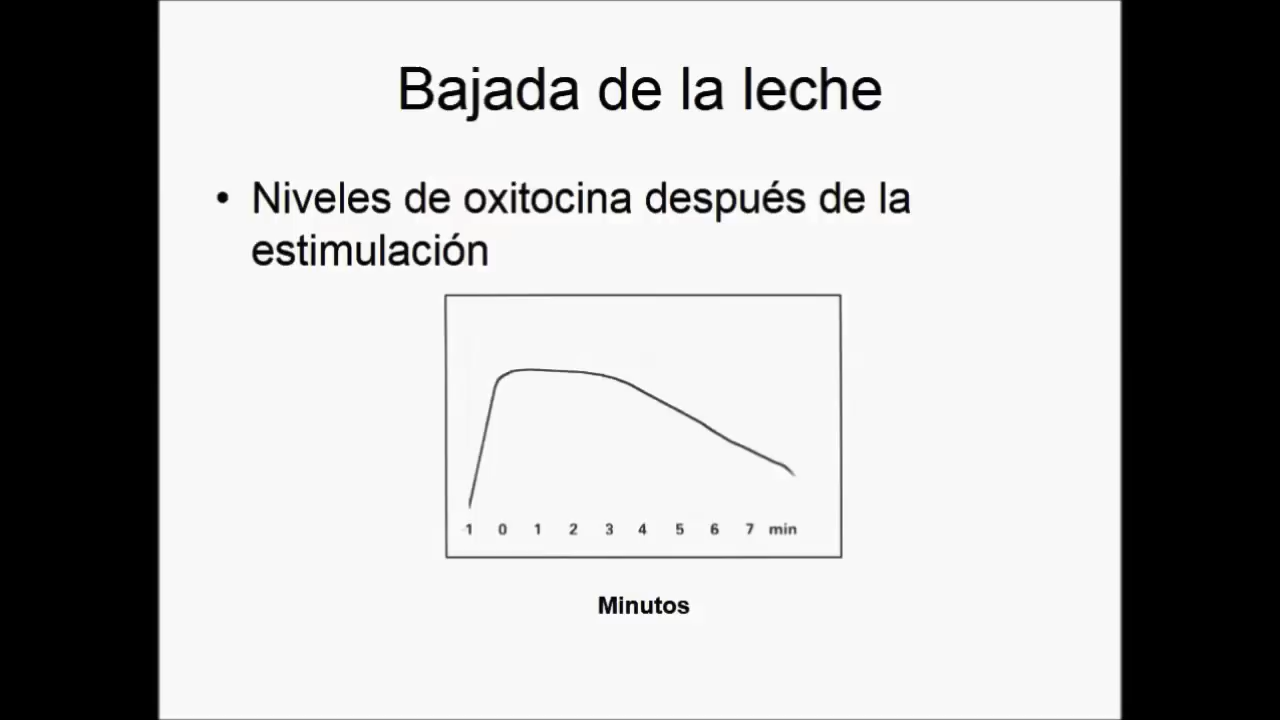 Bajada de la leche
• Niveles de oxitocina después de la
estimulación
1 0 1 2 3 4 5 6 7 min
Minutos